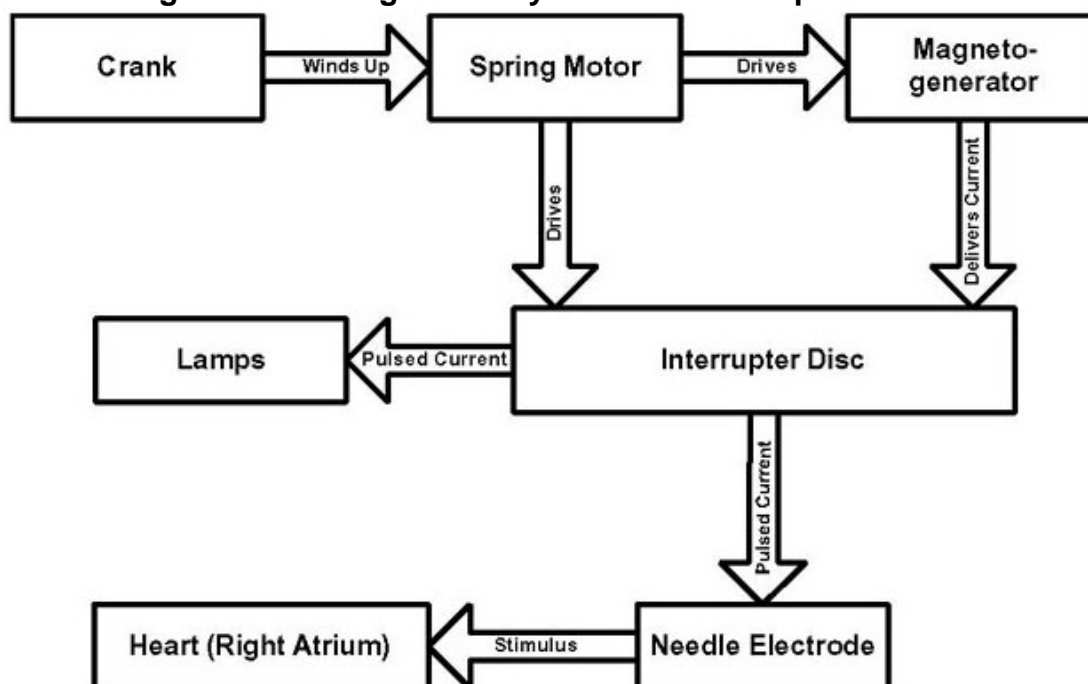 Crank
Winds Up
Spring Motor
Drives
Magneto-
generator
Drives
Delivers Current
Lamps
Pulsed Current
Interrupter Disc
Pulsed Current
Heart (Right Atrium)
Stimulus
Needle Electrode